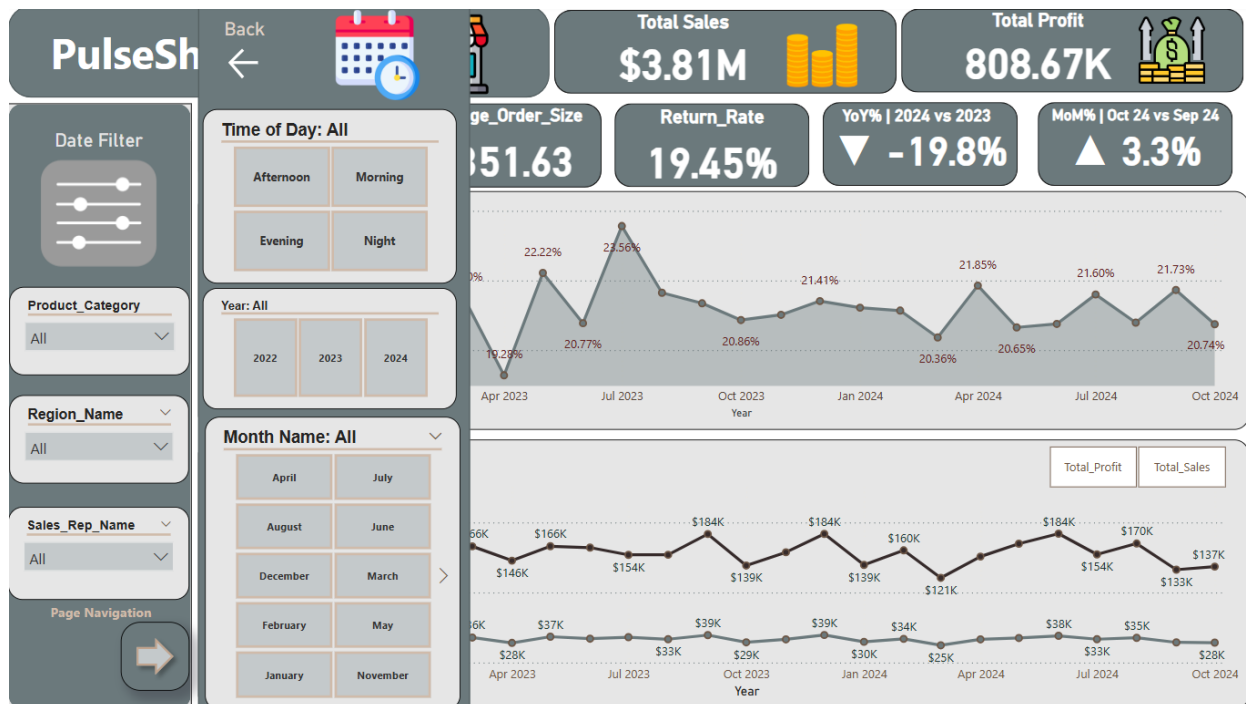 PulseSh
Back
Total Sales
$3.81M
Total Profit
808.67K
ge_Order_Size
351.63
Return_Rate
19.45%
YoY% | 2024 vs 2023
▼ -19.8%
MoM% | Oct 24 vs Sep 24
▲ 3.3%
Date Filter
Product_Category
All
Region_Name
All
Sales_Rep_Name
All
Page Navigation
Time of Day: All
Afternoon Morning
Evening Night
Year: All
2022 2023 2024
Month Name: All
April July
August June
December March
February May
January November
0%
19.28%
22.22%
20.77%
23.56%
20.86%
21.41%
20.36%
21.85%
20.65%
21.60%
21.73%
20.74%
Apr 2023 Jul 2023 Oct 2023 Jan 2024 Apr 2024 Jul 2024 Oct 2024
Year
Total_Profit Total_Sales
66K
$146K
$166K
$154K
$184K
$139K
$184K
$139K
$160K
$121K
$184K
$154K
$170K
$133K
$137K
36K
$28K
$37K
$33K
$39K
$29K
$39K
$30K
$34K
$25K
$38K
$33K
$35K
$28K
Apr 2023 Jul 2023 Oct 2023 Jan 2024 Apr 2024 Jul 2024 Oct 2024
Year